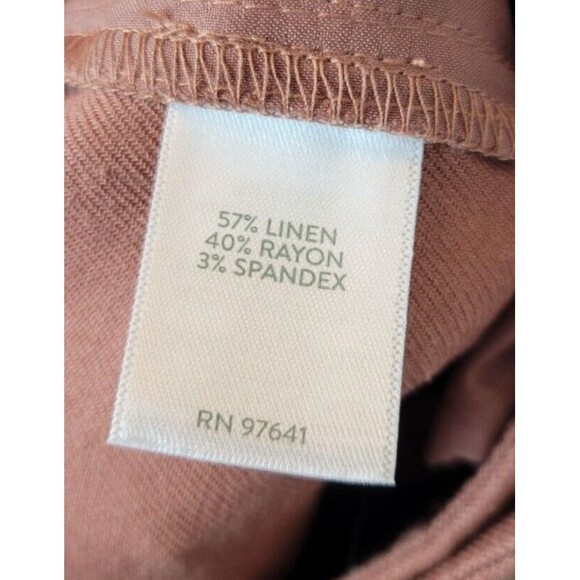 57% LINEN
40% RAYON
3% SPANDEX
RN 97641